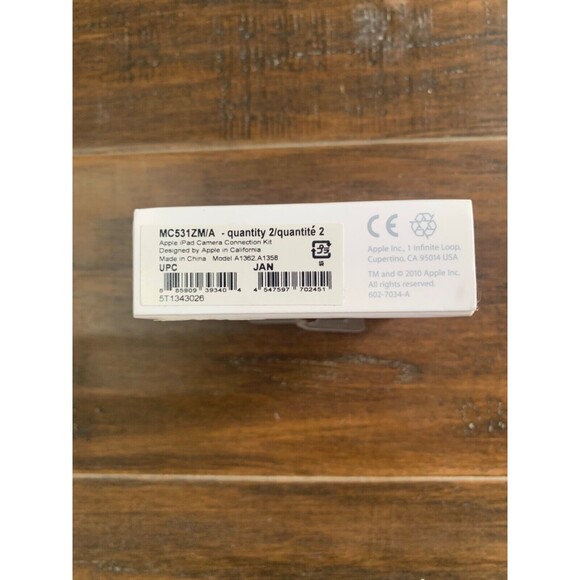 MC531ZM/A - quantity 2/quantité 2
Apple iPad Camera Connection Kit
Designed by Apple in California
Made in China Model A1362,A1358
UPC JAN
8 85909 39340 4 4 547597 702451
5T1343026
CE
Apple Inc., 1 Infinite Loop,
Cupertino, CA 95014 USA
TM and © 2010 Apple Inc.
All rights reserved.
602-7034-A